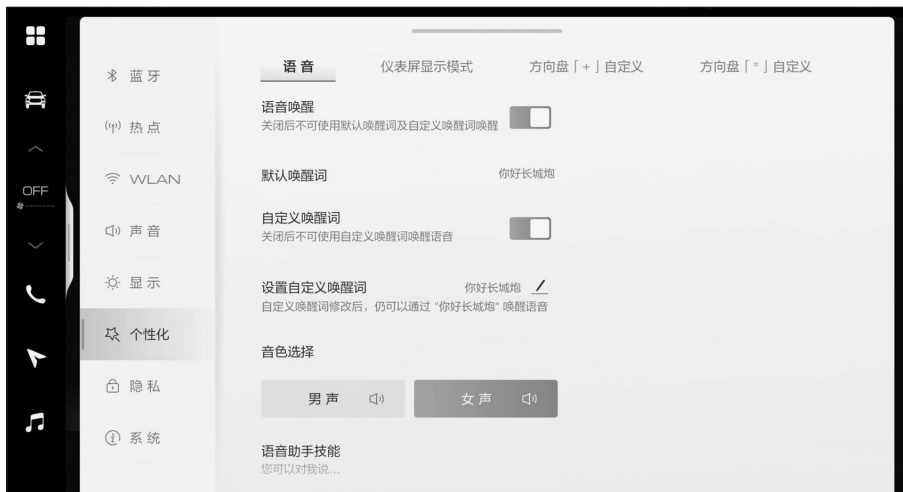 OFF
蓝牙
热点
WLAN
声音
显示
个性化
隐私
系统
语音 仪表屏显示模式 方向盘「+」自定义 方向盘「*」自定义
语音唤醒
关闭后不可使用默认唤醒词及自定义唤醒词唤醒
默认唤醒词 你好长城炮
自定义唤醒词
关闭后不可使用自定义唤醒词唤醒语音
设置自定义唤醒词 你好长城炮
自定义唤醒词修改后，仍可以通过 "你好长城炮" 唤醒语音
音色选择
男声 女声
语音助手技能
您可以对我说...